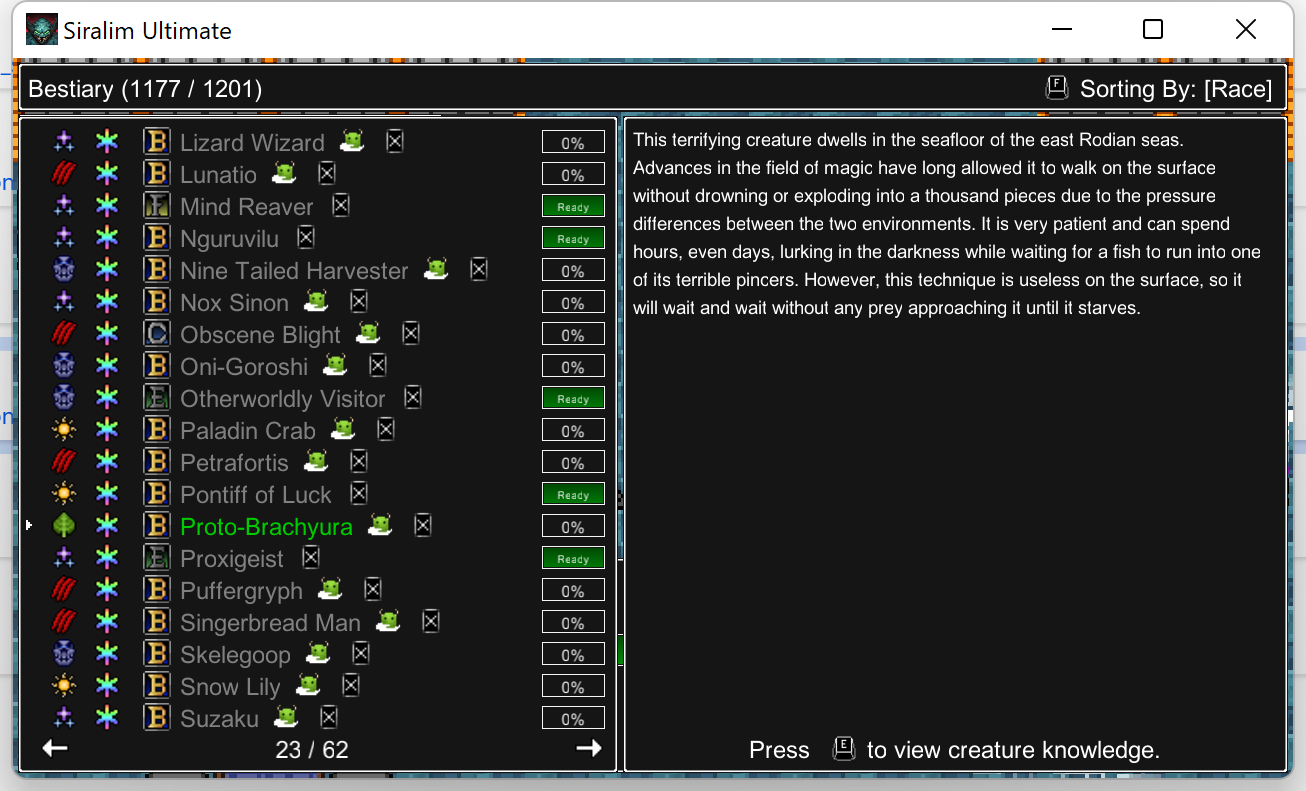 Siralim Ultimate
Bestiary (1177 / 1201)
F Sorting By: [Race]
B Lizard Wizard 0%
B Lunatio 0%
F Mind Reaver Ready
B Nguruvilu Ready
B Nine Tailed Harvester 0%
B Nox Sinon 0%
C Obscene Blight 0%
B Oni-Goroshi 0%
E Otherworldly Visitor Ready
B Paladin Crab 0%
B Petrafortis 0%
B Pontiff of Luck Ready
B Proto-Brachyura 0%
E Proxigeist Ready
B Puffergryph 0%
B Singerbread Man 0%
B Skelegoop 0%
B Snow Lily 0%
B Suzaku 0%
23 / 62
This terrifying creature dwells in the seafloor of the east Rodian seas.
Advances in the field of magic have long allowed it to walk on the surface
without drowning or exploding into a thousand pieces due to the pressure
differences between the two environments. It is very patient and can spend
hours, even days, lurking in the darkness while waiting for a fish to run into one
of its terrible pincers. However, this technique is useless on the surface, so it
will wait and wait without any prey approaching it until it starves.
Press E to view creature knowledge.